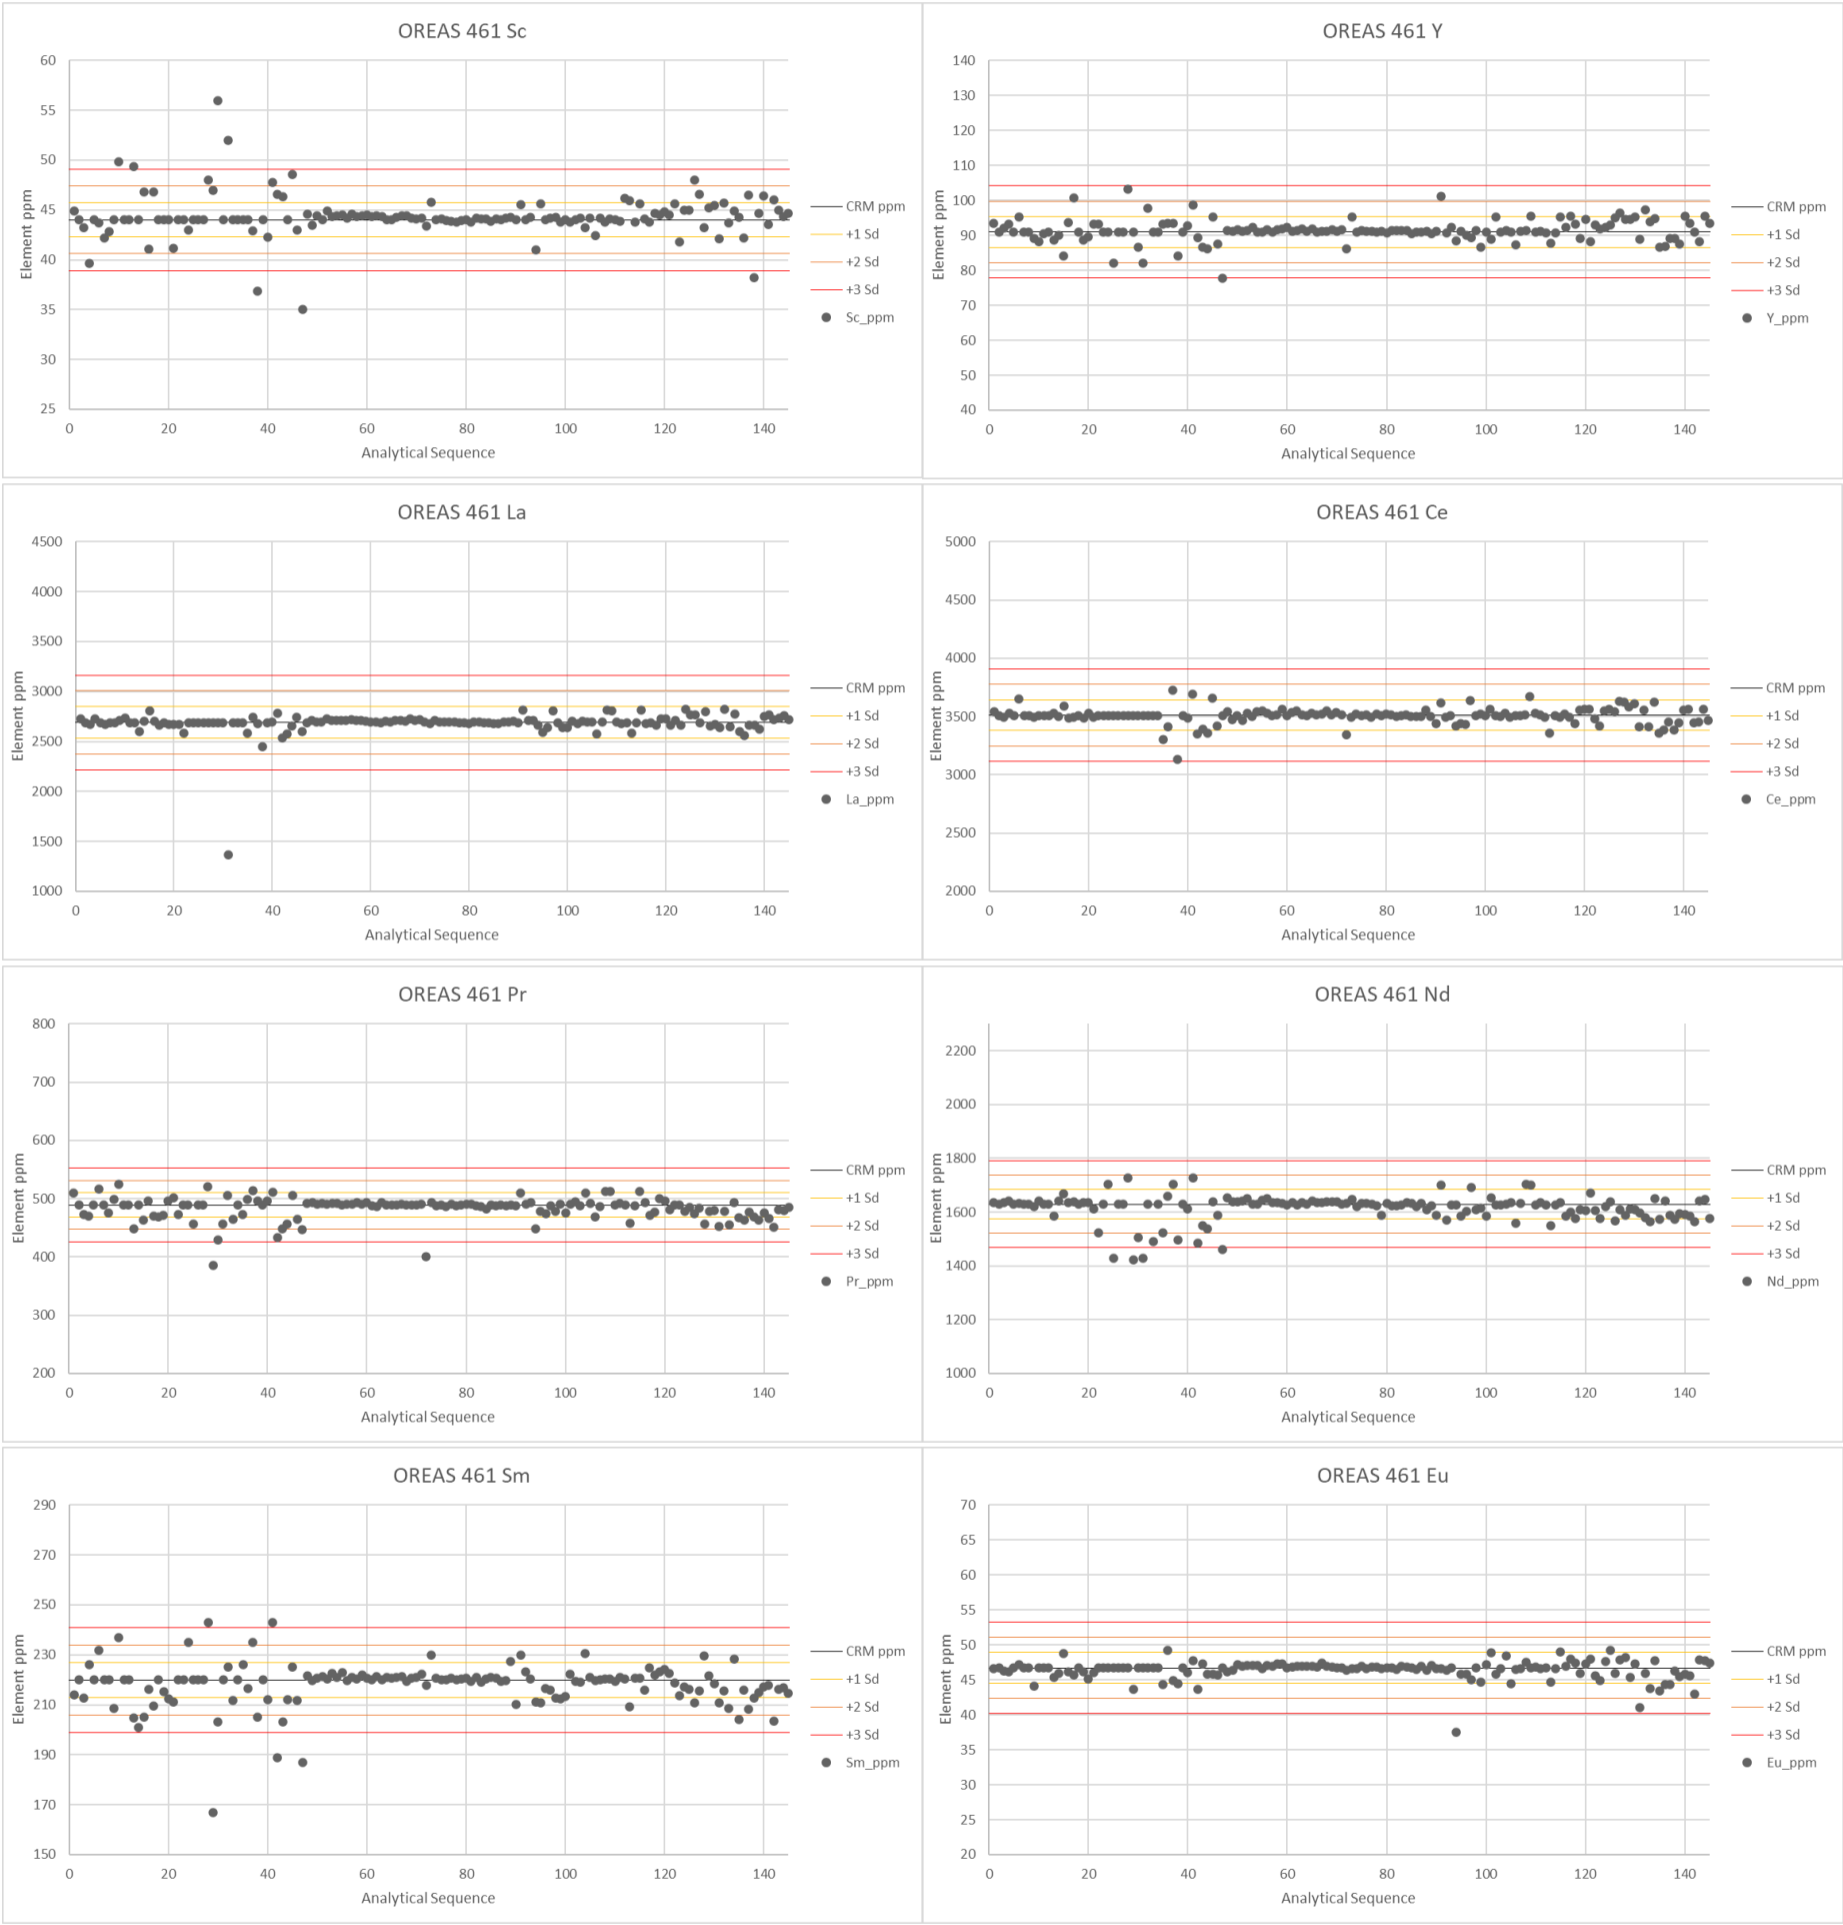 OREAS 461 Sc
60
55
50
45
40
35
30
25
Element ppm
0 20 40 60 80 100 120 140
Analytical Sequence
CRM ppm
+1 Sd
+2 Sd
+3 Sd
Sc_ppm
OREAS 461 Y
140
130
120
110
100
90
80
70
60
50
40
Element ppm
0 20 40 60 80 100 120 140
Analytical Sequence
CRM ppm
+1 Sd
+2 Sd
+3 Sd
Y_ppm
OREAS 461 La
4500
4000
3500
3000
2500
2000
1500
1000
Element ppm
0 20 40 60 80 100 120 140
Analytical Sequence
CRM ppm
+1 Sd
+2 Sd
+3 Sd
La_ppm
OREAS 461 Ce
5000
4500
4000
3500
3000
2500
2000
Element ppm
0 20 40 60 80 100 120 140
Analytical Sequence
CRM ppm
+1 Sd
+2 Sd
+3 Sd
Ce_ppm
OREAS 461 Pr
800
700
600
500
400
300
200
Element ppm
0 20 40 60 80 100 120 140
Analytical Sequence
CRM ppm
+1 Sd
+2 Sd
+3 Sd
Pr_ppm
OREAS 461 Nd
2200
2000
1800
1600
1400
1200
1000
Element ppm
0 20 40 60 80 100 120 140
Analytical Sequence
CRM ppm
+1 Sd
+2 Sd
+3 Sd
Nd_ppm
OREAS 461 Sm
290
270
250
230
210
190
170
150
Element ppm
0 20 40 60 80 100 120 140
Analytical Sequence
CRM ppm
+1 Sd
+2 Sd
+3 Sd
Sm_ppm
OREAS 461 Eu
70
65
60
55
50
45
40
35
30
25
20
Element ppm
0 20 40 60 80 100 120 140
Analytical Sequence
CRM ppm
+1 Sd
+2 Sd
+3 Sd
Eu_ppm